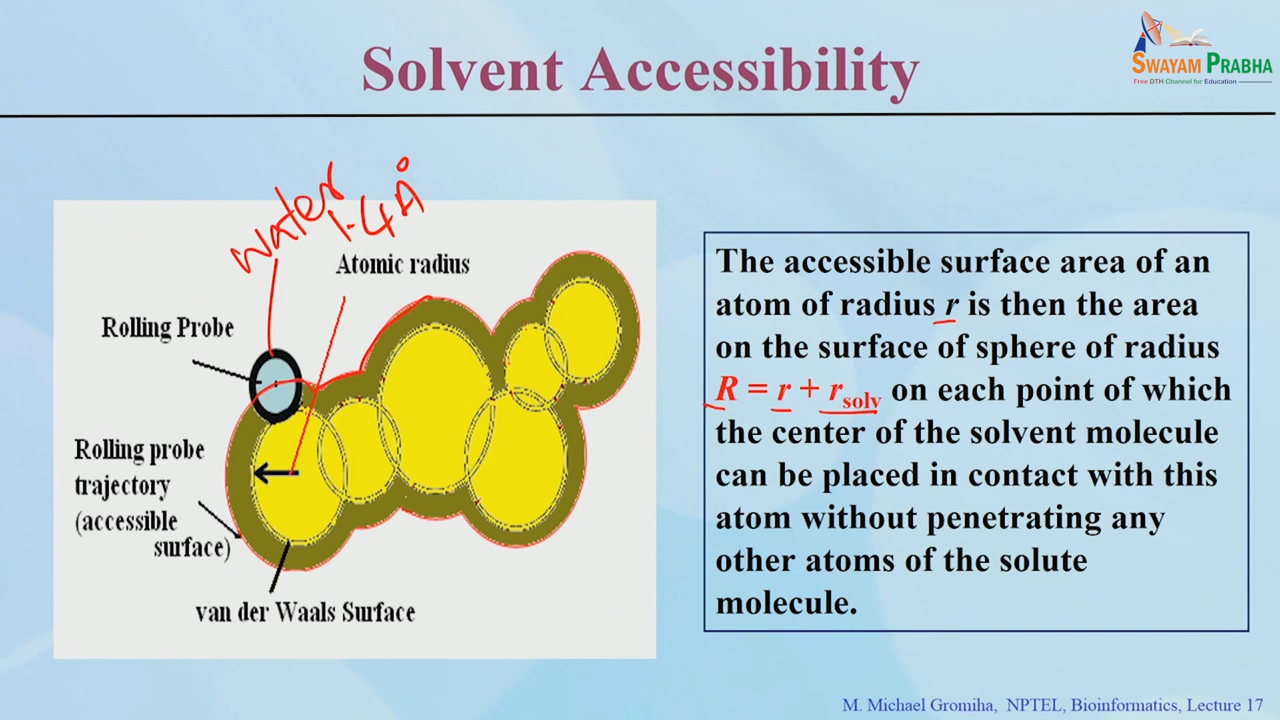 Solvent Accessibility
SWAYAM PRABHA
Free DTH Channel for Education
water
1.4 Å
Atomic radius
Rolling Probe
Rolling probe
trajectory
(accessible
surface)
van der Waals Surface
The accessible surface area of an
atom of radius r is then the area
on the surface of sphere of radius
R = r + rsolv on each point of which
the center of the solvent molecule
can be placed in contact with this
atom without penetrating any
other atoms of the solute
molecule.
M. Michael Gromiha, NPTEL, Bioinformatics, Lecture 17